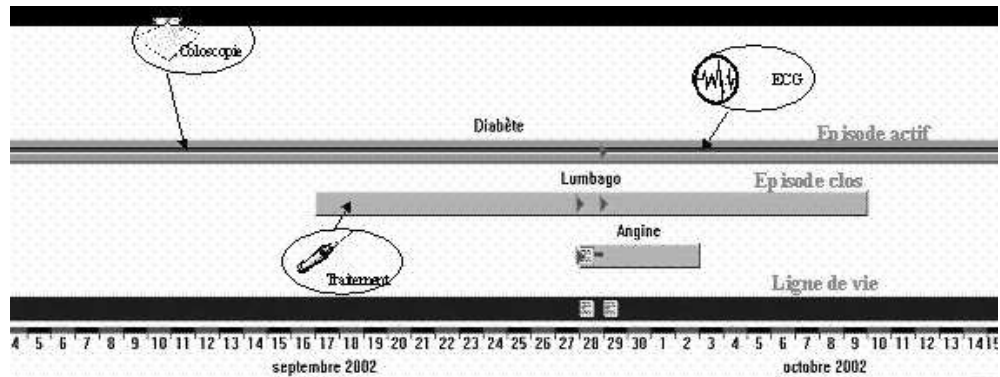 Coloscopie
ECG
Diabète
Episode actif
Lumbago
Episode clos
Angine
Traitement
Ligne de vie
4 5 6 7 8 9 10 11 12 13 14 15 16 17 18 19 20 21 22 23 24 25 26 27 28 29 30 1 2 3 4 5 6 7 8 9 10 11 12 13 14 15
septembre 2002 octobre 2002